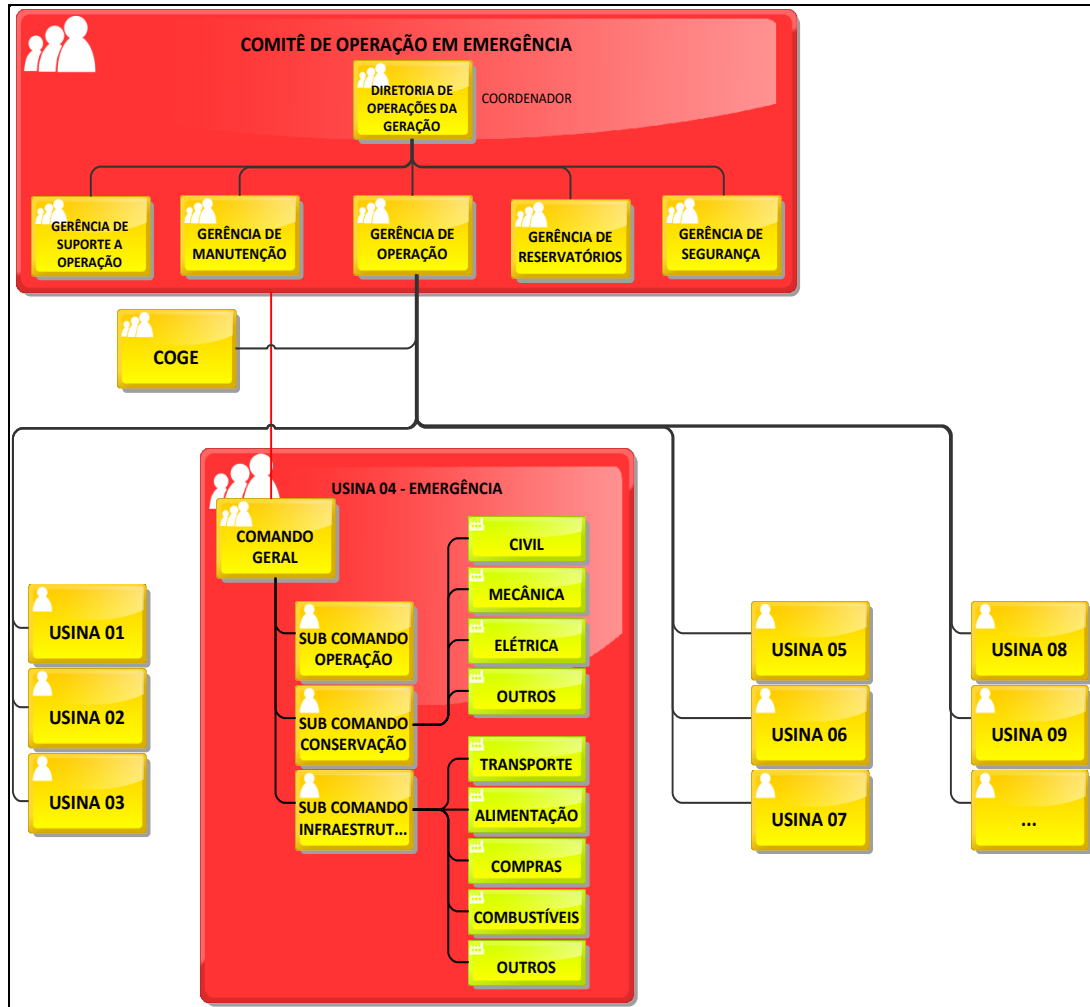 COMITÊ DE OPERAÇÃO EM EMERGÊNCIA
DIRETORIA DE
OPERAÇÕES DA
GERAÇÃO
COORDENADOR
GERÊNCIA DE
SUPORTE A
OPERAÇÃO
GERÊNCIA DE
MANUTENÇÃO
GERÊNCIA DE
OPERAÇÃO
GERÊNCIA DE
RESERVATÓRIOS
GERÊNCIA DE
SEGURANÇA
COGE
USINA 04 - EMERGÊNCIA
COMANDO
GERAL
SUB COMANDO
OPERAÇÃO
SUB COMANDO
CONSERVAÇÃO
SUB COMANDO
INFRAESTRUT...
CIVIL
MECÂNICA
ELÉTRICA
OUTROS
TRANSPORTE
ALIMENTAÇÃO
COMPRAS
COMBUSTÍVEIS
OUTROS
USINA 01
USINA 02
USINA 03
USINA 05
USINA 06
USINA 07
USINA 08
USINA 09
...